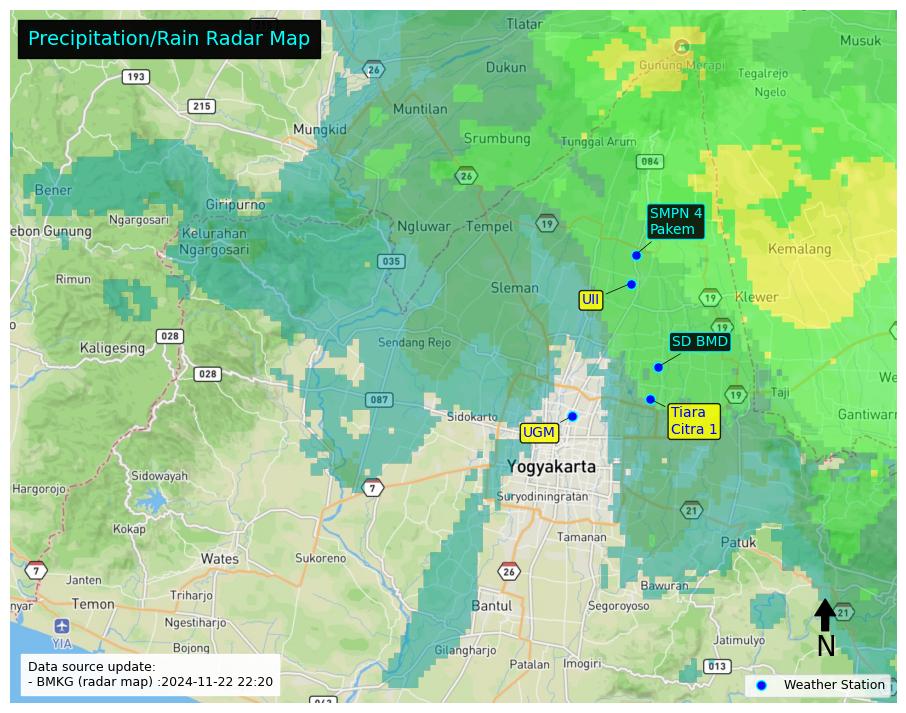 Precipitation/Rain Radar Map
Tlatar
Musuk
26
Dukun
Gunung Merapi
Tegalrejo
193
Ngelo
215
Muntilan
Mungkid
Srumbung
Tunggal Arum
084
26
Bener
Giripurno
SMPN 4
Pakem
Ngargosari
Ngluwar
Tempel
19
ebon Gunung
Kelurahan
Ngargosari
Kemalang
035
Rimun
Sleman
UII
19
Klewer
19
028
Sendang Rejo
SD BMD
Kaligesing
028
We
087
19
Taji
Sidokarto
Tiara
Citra 1
Gantiwarn
UGM
Yogyakarta
Sidowayah
7
Hargorojo
Suryodiningratan
21
Kokap
Tamanan
Patuk
Wates
Sukoreno
7
26
Janten
Bawuran
nyar
Temon
Triharjo
Bantul
Segoroyoso
21
Ngestiharjo
YIA
Jatimulyo
Bojong
Gilangharjo
N
Patalan
Imogiri
013
Data source update:
- BMKG (radar map) :2024-11-22 22:20
Weather Station